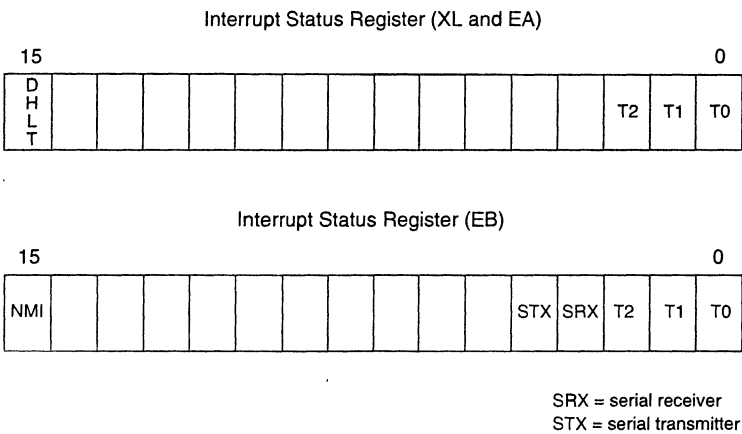 Interrupt Status Register (XL and EA)
15 0
DHLT T2 T1 T0
Interrupt Status Register (EB)
15 0
NMI STX SRX T2 T1 T0
SRX = serial receiver
STX = serial transmitter